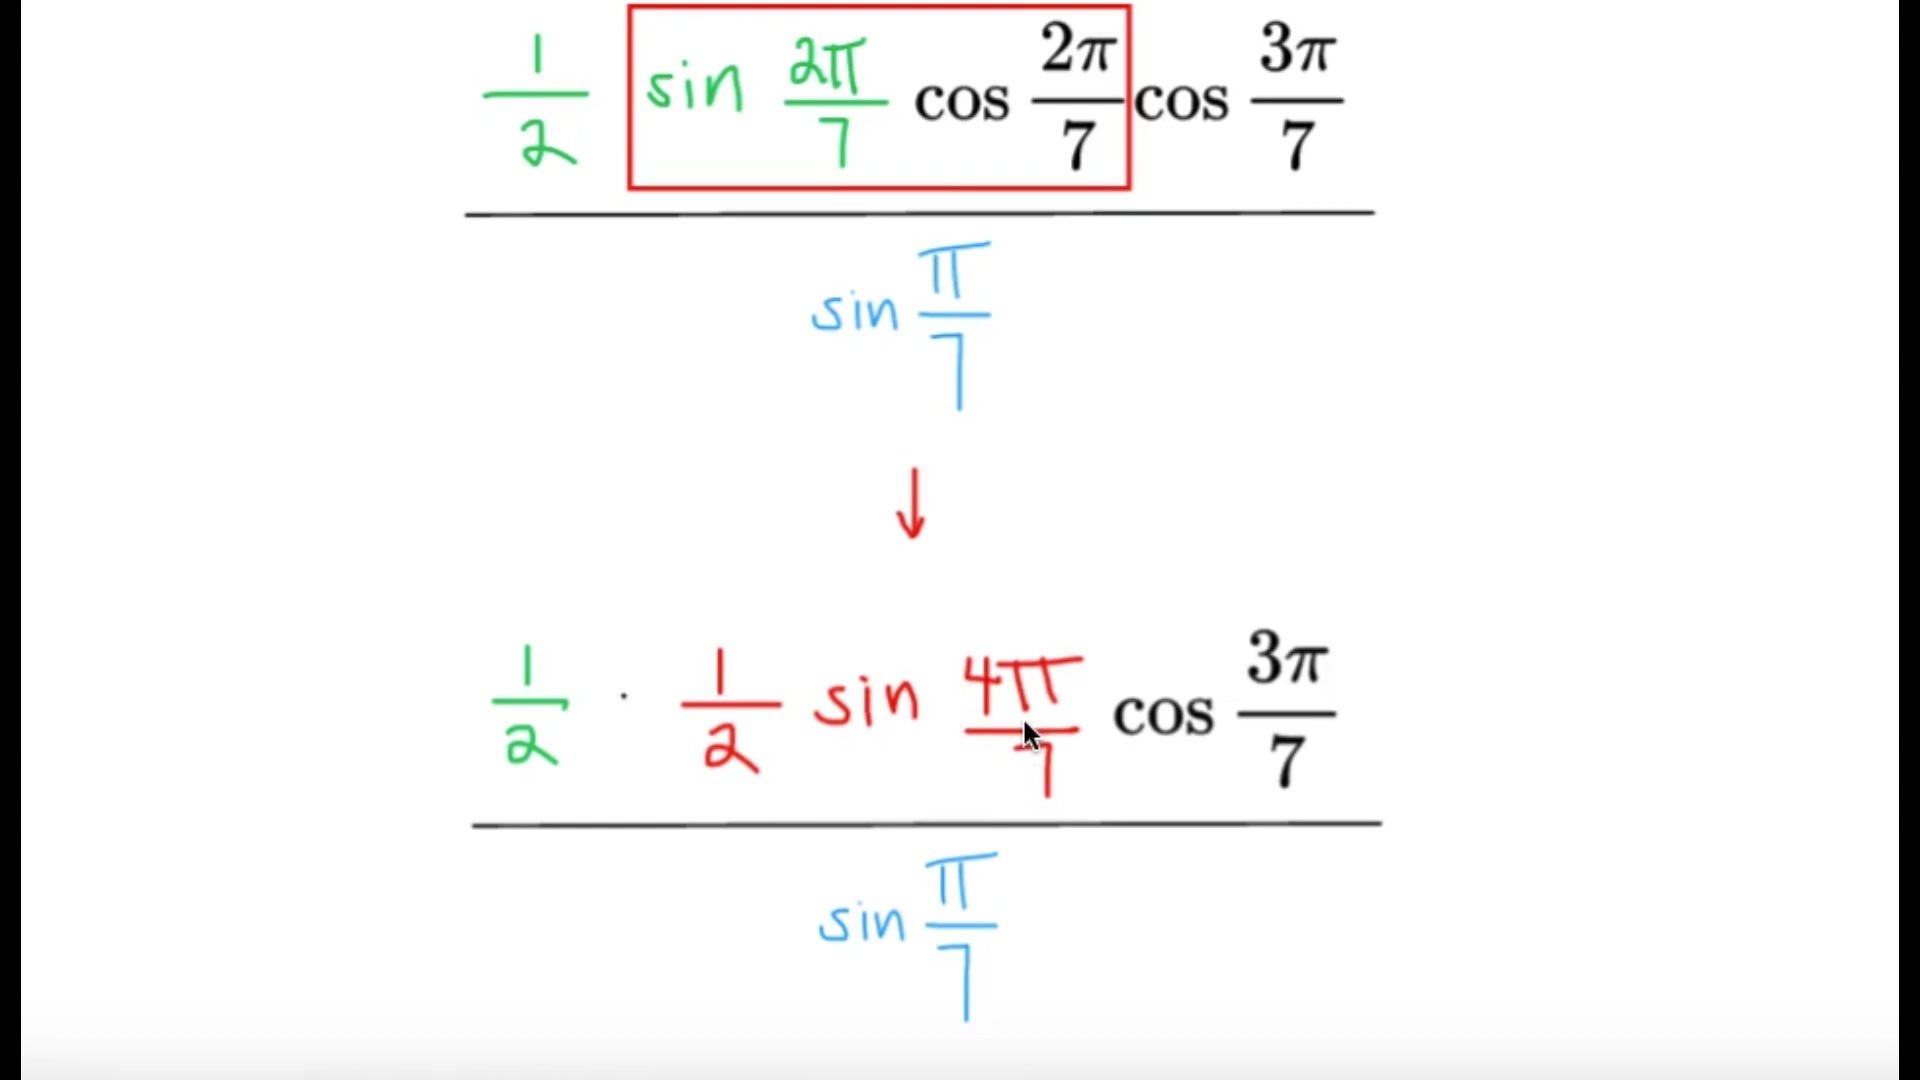 1/2 sin 2π/7 cos 2π/7 cos 3π/7
sin π/7
↓
1/2 · 1/2 sin 4π/7 cos 3π/7
sin π/7